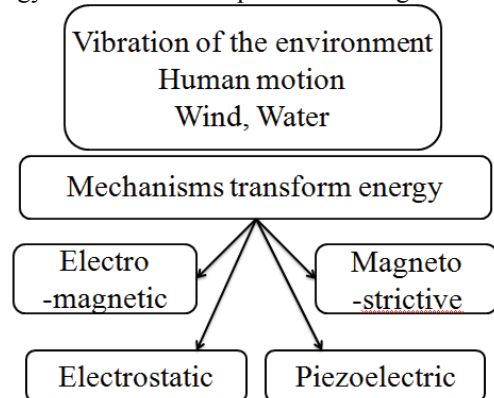 Vibration of the environment
Human motion
Wind, Water
Mechanisms transform energy
Electro
-magnetic
Magneto
-strictive
Electrostatic
Piezoelectric